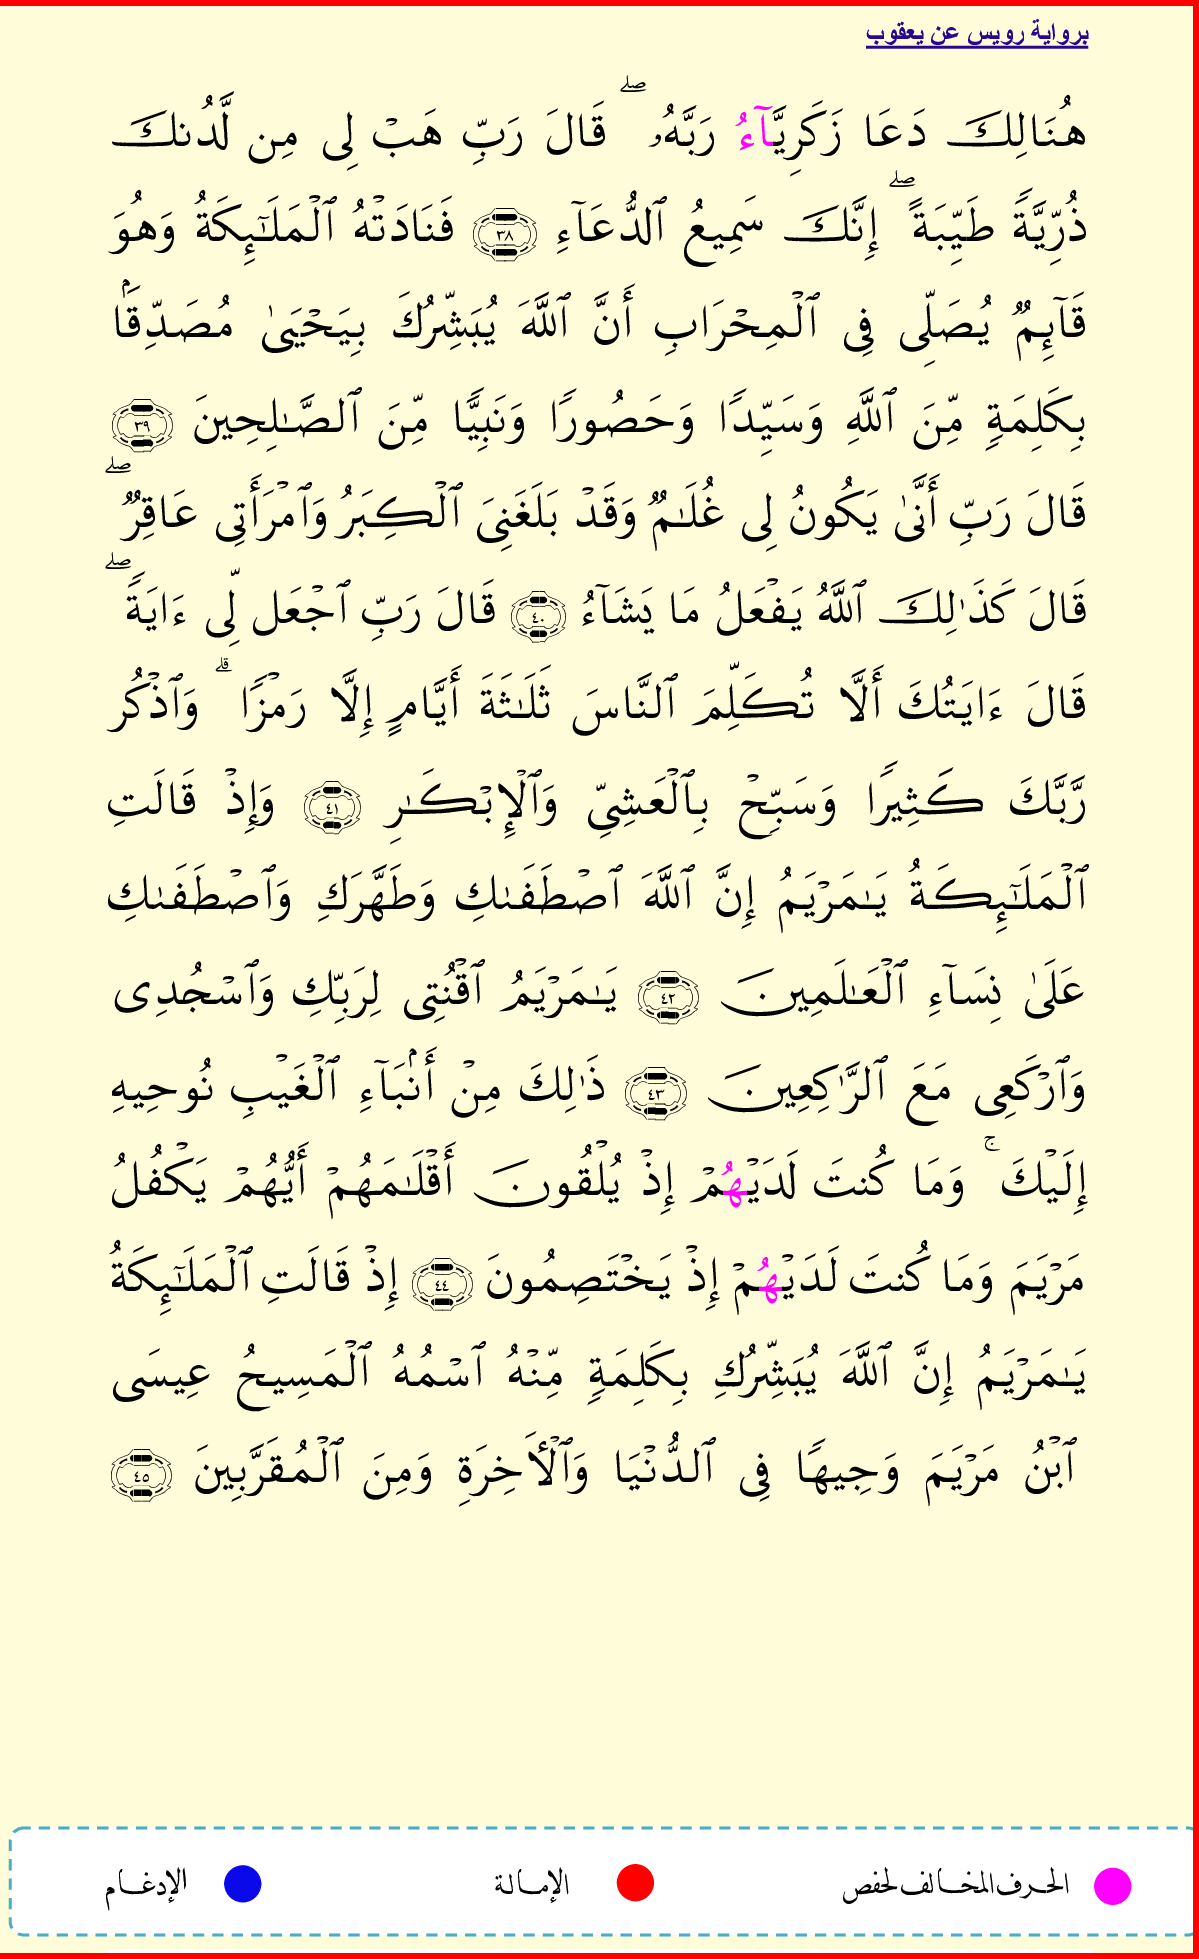 برواية رويس عن يعقوب
هُنَالِكَ دَعَا زَكَرِيَّآءُ رَبَّهُۥ ۖ قَالَ رَبِّ هَبْ لِى مِن لَّدُنكَ
ذُرِّيَّةً طَيِّبَةً ۖ إِنَّكَ سَمِيعُ ٱلدُّعَآءِ ٣٨ فَنَادَتْهُ ٱلْمَلَٰٓئِكَةُ وَهُوَ
قَآئِمٌ يُصَلِّى فِى ٱلْمِحْرَابِ أَنَّ ٱللَّهَ يُبَشِّرُكَ بِيَحْيَىٰ مُصَدِّقَۢا
بِكَلِمَةٍ مِّنَ ٱللَّهِ وَسَيِّدًا وَحَصُورًا وَنَبِيًّا مِّنَ ٱلصَّٰلِحِينَ ٣٩
قَالَ رَبِّ أَنَّىٰ يَكُونُ لِى غُلَٰمٌ وَقَدْ بَلَغَنِىَ ٱلْكِبَرُ وَٱمْرَأَتِى عَاقِرٌ ۖ
قَالَ كَذَٰلِكَ ٱللَّهُ يَفْعَلُ مَا يَشَآءُ ٤٠ قَالَ رَبِّ ٱجْعَل لِّى ءَايَةً ۖ
قَالَ ءَايَتُكَ أَلَّا تُكَلِّمَ ٱلنَّاسَ ثَلَٰثَةَ أَيَّامٍ إِلَّا رَمْزًا ۗ وَٱذْكُر
رَّبَّكَ كَثِيرًا وَسَبِّحْ بِٱلْعَشِىِّ وَٱلْإِبْكَٰرِ ٤١ وَإِذْ قَالَتِ
ٱلْمَلَٰٓئِكَةُ يَٰمَرْيَمُ إِنَّ ٱللَّهَ ٱصْطَفَىٰكِ وَطَهَّرَكِ وَٱصْطَفَىٰكِ
عَلَىٰ نِسَآءِ ٱلْعَٰلَمِينَ ٤٢ يَٰمَرْيَمُ ٱقْنُتِى لِرَبِّكِ وَٱسْجُدِى
وَٱرْكَعِى مَعَ ٱلرَّٰكِعِينَ ٤٣ ذَٰلِكَ مِنْ أَنۢبَآءِ ٱلْغَيْبِ نُوحِيهِ
إِلَيْكَ ۚ وَمَا كُنتَ لَدَيْهُمْ إِذْ يُلْقُونَ أَقْلَٰمَهُمْ أَيُّهُمْ يَكْفُلُ
مَرْيَمَ وَمَا كُنتَ لَدَيْهُمْ إِذْ يَخْتَصِمُونَ ٤٤ إِذْ قَالَتِ ٱلْمَلَٰٓئِكَةُ
يَٰمَرْيَمُ إِنَّ ٱللَّهَ يُبَشِّرُكِ بِكَلِمَةٍ مِّنْهُ ٱسْمُهُ ٱلْمَسِيحُ عِيسَى
ٱبْنُ مَرْيَمَ وَجِيهًا فِى ٱلدُّنْيَا وَٱلْأَخِرَةِ وَمِنَ ٱلْمُقَرَّبِينَ ٤٥
الحرف المخالف لحفص الإمالة الإدغام